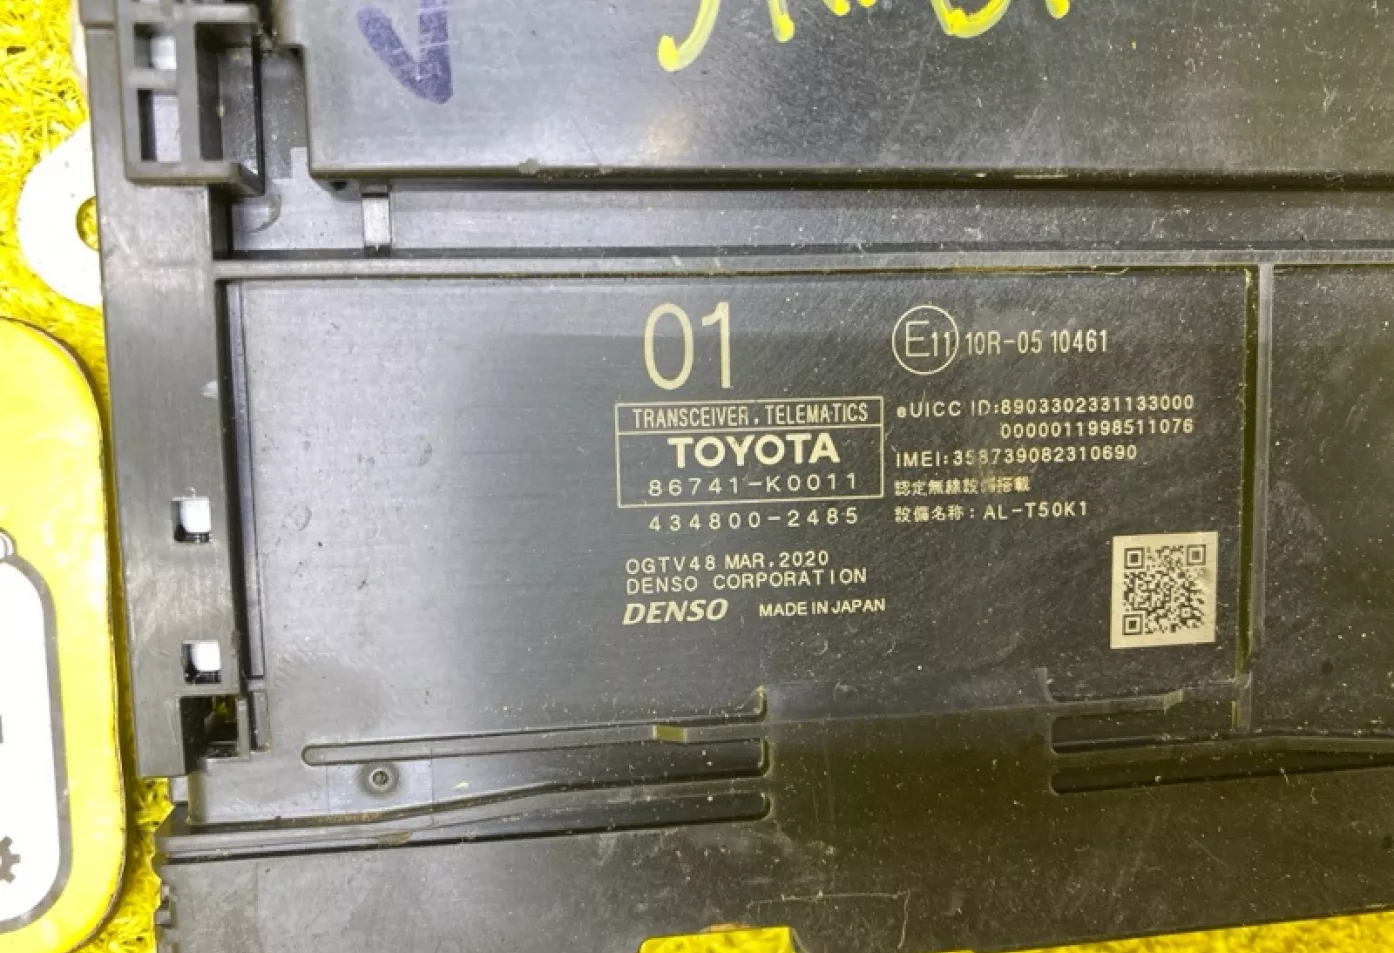 01
TRANSCEIVER, TELEMATICS
TOYOTA
86741-K0011
434800-2485
OGTV48 MAR.2020
DENSO CORPORATION
DENSO MADE IN JAPAN
E11 10R-05 10461
eUICC ID:89033023311330​00
0000011998511076
IMEI:358739082310690
認定無線設備搭載
設備名称: AL-T50K1